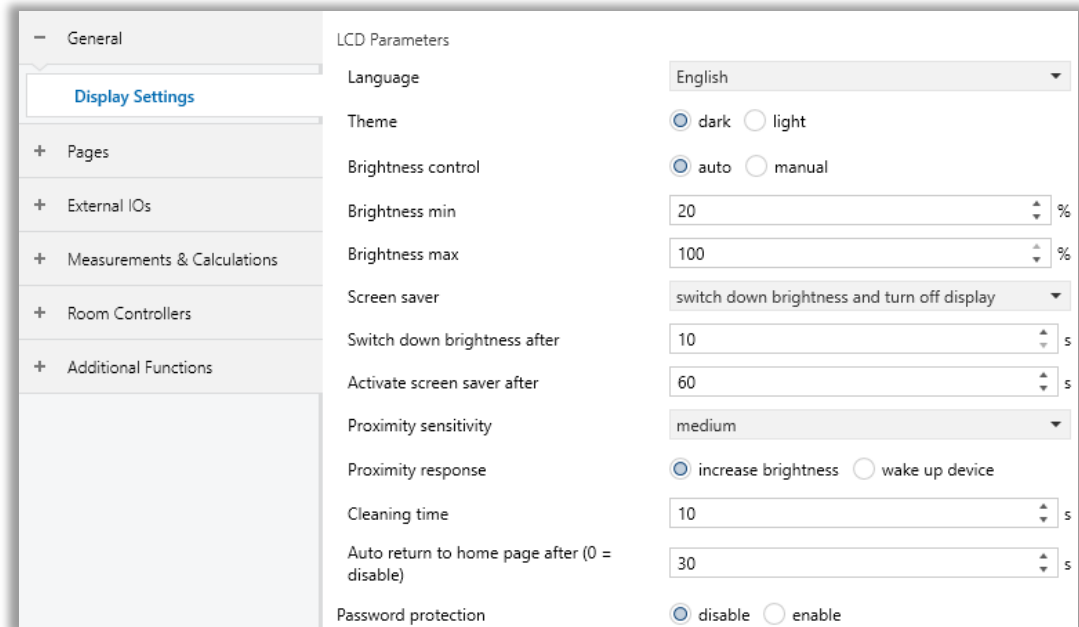 − General
Display Settings
+ Pages
+ External IOs
+ Measurements & Calculations
+ Room Controllers
+ Additional Functions
LCD Parameters
Language English
Theme dark light
Brightness control auto manual
Brightness min 20 %
Brightness max 100 %
Screen saver switch down brightness and turn off display
Switch down brightness after 10 s
Activate screen saver after 60 s
Proximity sensitivity medium
Proximity response increase brightness wake up device
Cleaning time 10 s
Auto return to home page after (0 =
disable) 30 s
Password protection disable enable